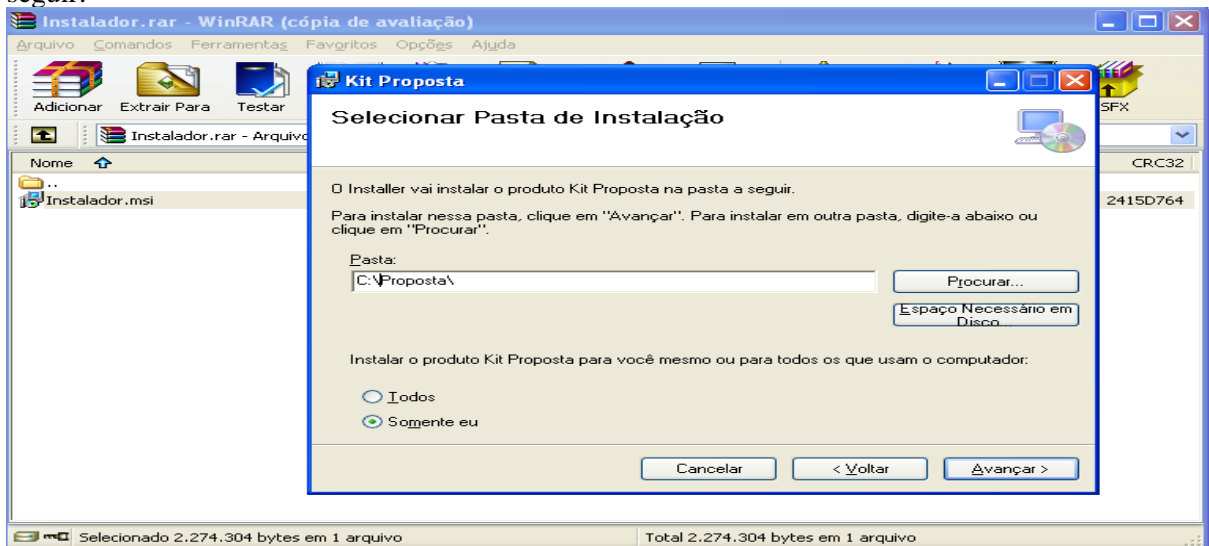 seguir:
Instalador.rar - WinRAR (cópia de avaliação)
Arquivo Comandos Ferramentas Favoritos Opções Ajuda
Adicionar Extrair Para Testar SFX
Instalador.rar - Arquivo
Nome CRC32
..
Instalador.msi 2415D764
Kit Proposta
Selecionar Pasta de Instalação
O Installer vai instalar o produto Kit Proposta na pasta a seguir.
Para instalar nessa pasta, clique em "Avançar". Para instalar em outra pasta, digite-a abaixo ou
clique em "Procurar".
Pasta:
C:\Proposta\
Procurar...
Espaço Necessário em
Disco...
Instalar o produto Kit Proposta para você mesmo ou para todos os que usam o computador:
Todos
Somente eu
Cancelar < Voltar Avançar >
Selecionado 2.274.304 bytes em 1 arquivo Total 2.274.304 bytes em 1 arquivo